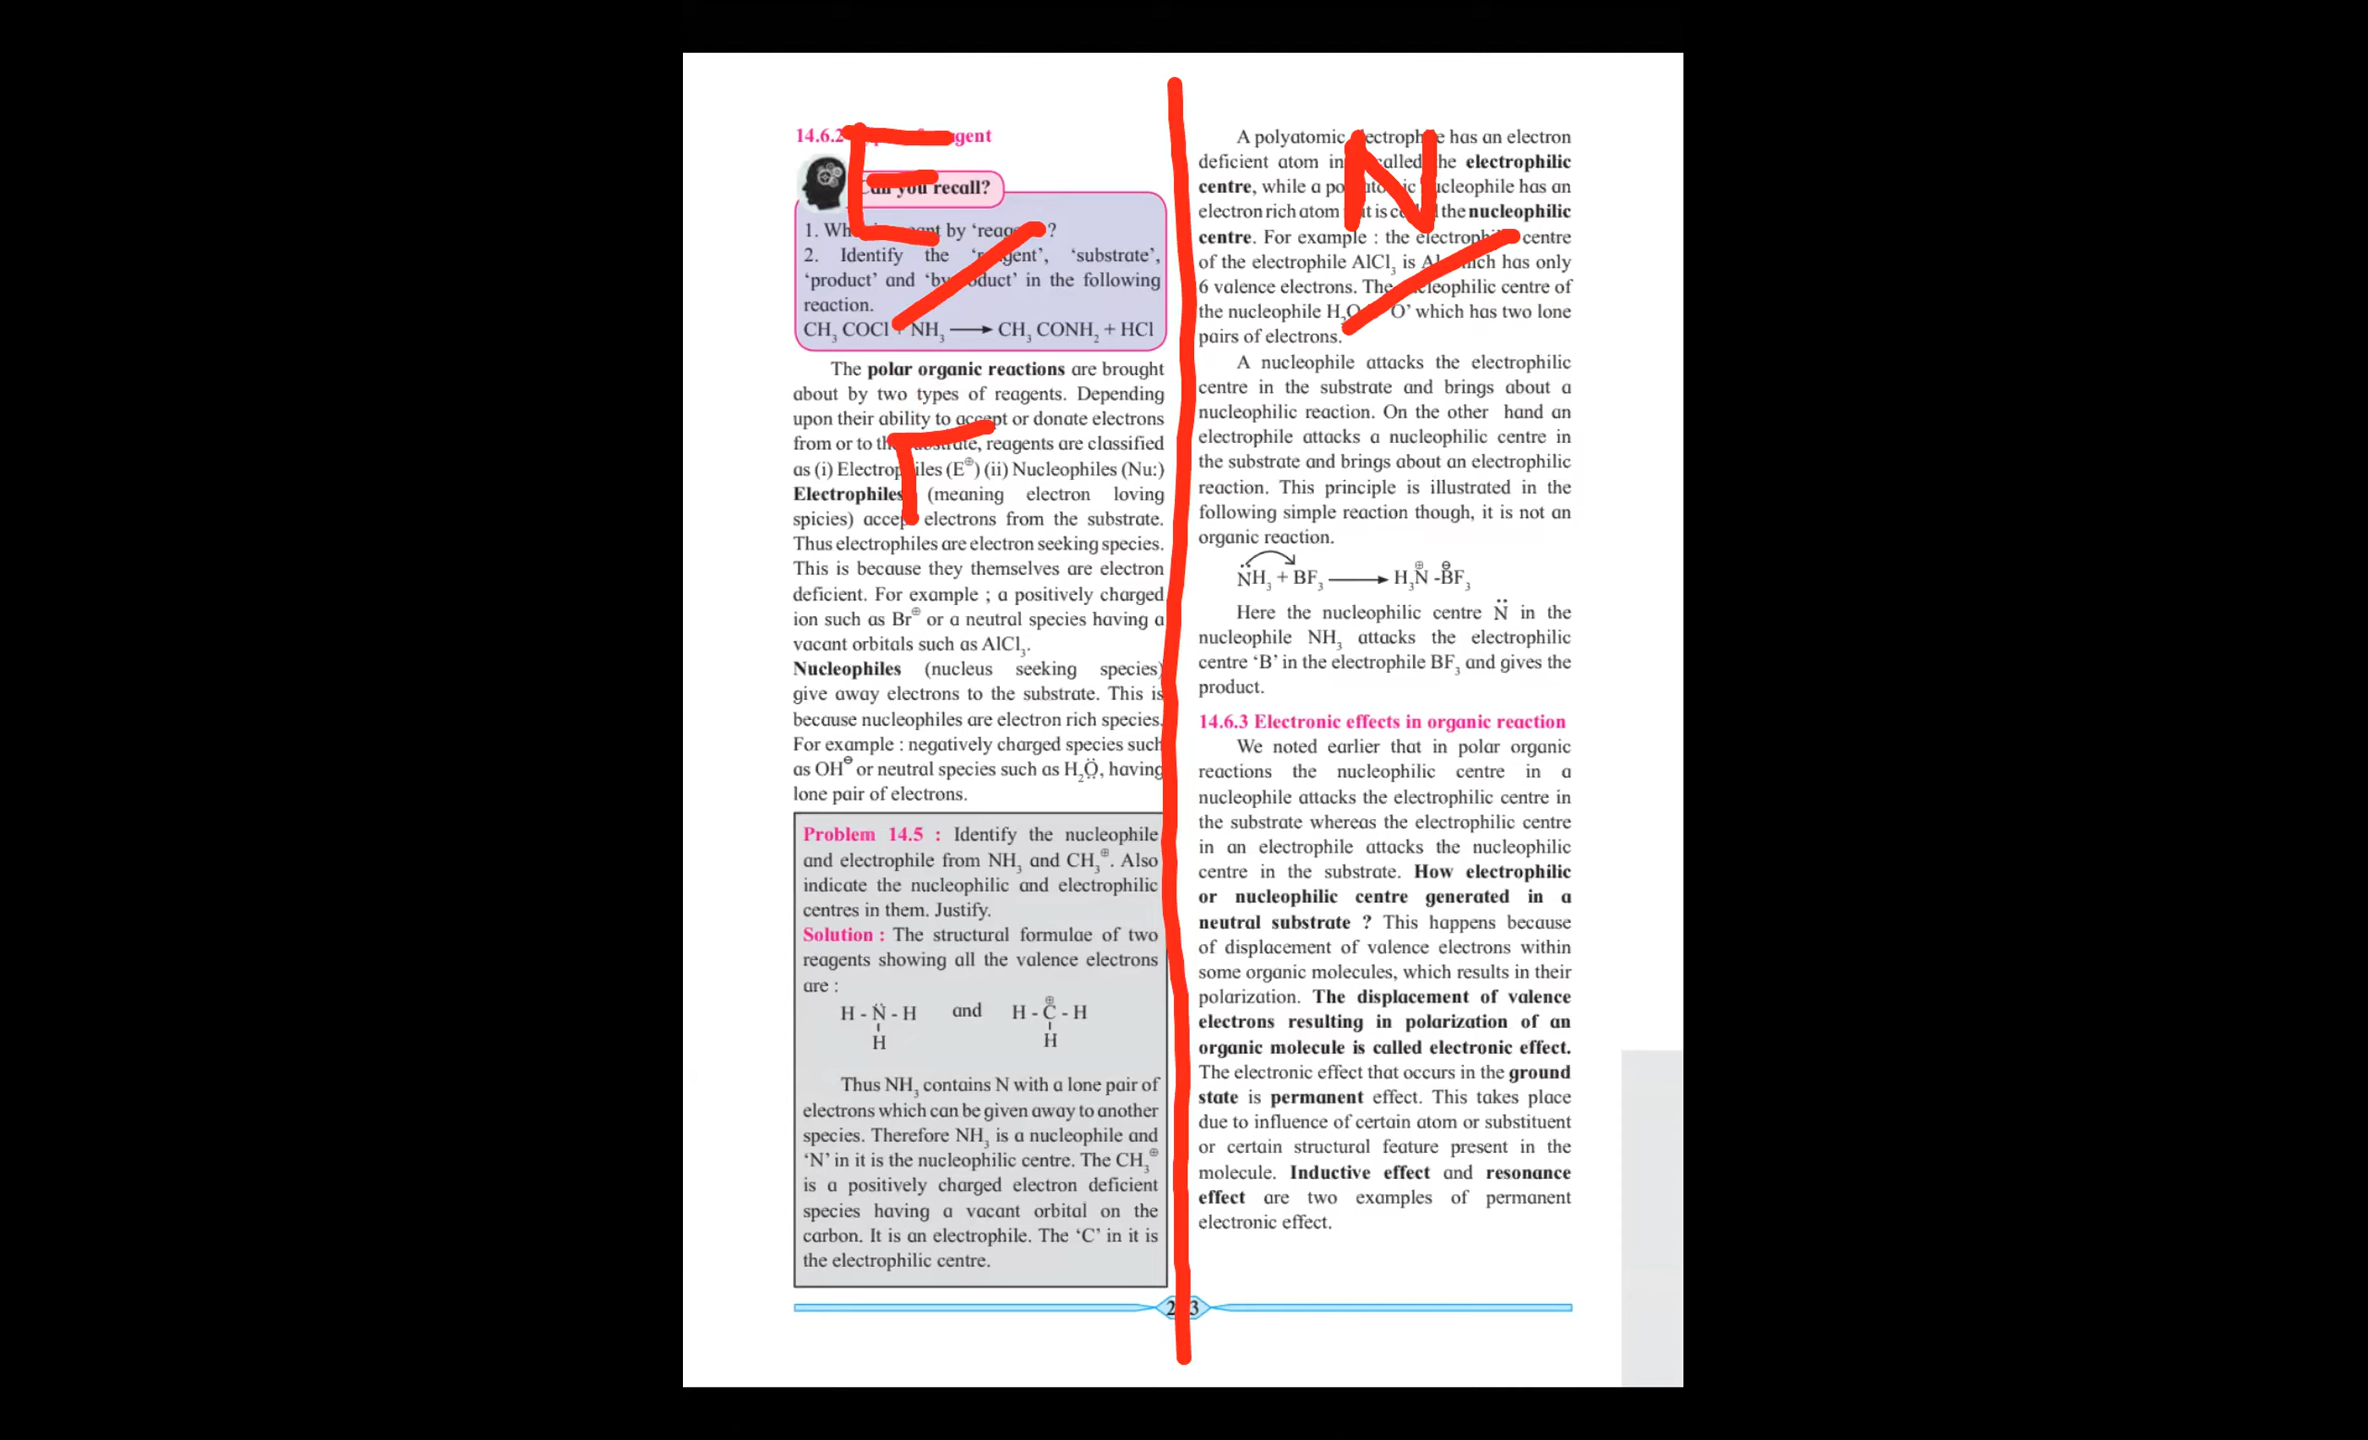 E
N
14.6.2 gent
Can you recall?
1. by ‘reag ?
2. Identify the ‘substrate’,
‘product’ and in the following
reaction.
CH₃ COCl + NH₃ ⟶ CH₃ CONH₂ + HCl
The polar organic reactions are brought
about by two types of reagents. Depending
upon their ability to accept or donate electrons
from or to reagents are classified
as (i) Electrophiles (E⊕) (ii) Nucleophiles (Nu:)
Electrophiles (meaning electron loving
spicies) accept electrons from the substrate.
Thus electrophiles are electron seeking species.
This is because they themselves are electron
deficient. For example ; a positively charged
ion such as Br⊕ or a neutral species having a
vacant orbitals such as AlCl₃.
Nucleophiles (nucleus seeking species)
give away electrons to the substrate. This is
because nucleophiles are electron rich species.
For example : negatively charged species such
as OH⊖ or neutral species such as H₂Ö, having
lone pair of electrons.
Problem 14.5 : Identify the nucleophile
and electrophile from NH₃ and CH₃⊕. Also
indicate the nucleophilic and electrophilic
centres in them. Justify.
Solution : The structural formulae of two
reagents showing all the valence electrons
are :
H - N̈ - H and H - C⊕ - H
H H
Thus NH₃ contains N with a lone pair of
electrons which can be given away to another
species. Therefore NH₃ is a nucleophile and
‘N’ in it is the nucleophilic centre. The CH₃⊕
is a positively charged electron deficient
species having a vacant orbital on the
carbon. It is an electrophile. The ‘C’ in it is
the electrophilic centre.
A polyatomic electrophile has an electron
deficient atom in called the electrophilic
centre, while a nucleophile has an
electron rich atom it is the nucleophilic
centre. For example : the electrophilic centre
of the electrophile AlCl₃ is which has only
6 valence electrons. The nucleophilic centre of
the nucleophile H₂O ‘O’ which has two lone
pairs of electrons.
A nucleophile attacks the electrophilic
centre in the substrate and brings about a
nucleophilic reaction. On the other hand an
electrophile attacks a nucleophilic centre in
the substrate and brings about an electrophilic
reaction. This principle is illustrated in the
following simple reaction though, it is not an
organic reaction.
N̈H₃ + BF₃ ⟶ H₃N⊕ -B⊖F₃
Here the nucleophilic centre N̈ in the
nucleophile NH₃ attacks the electrophilic
centre ‘B’ in the electrophile BF₃ and gives the
product.
14.6.3 Electronic effects in organic reaction
We noted earlier that in polar organic
reactions the nucleophilic centre in a
nucleophile attacks the electrophilic centre in
the substrate whereas the electrophilic centre
in an electrophile attacks the nucleophilic
centre in the substrate. How electrophilic
or nucleophilic centre generated in a
neutral substrate ? This happens because
of displacement of valence electrons within
some organic molecules, which results in their
polarization. The displacement of valence
electrons resulting in polarization of an
organic molecule is called electronic effect.
The electronic effect that occurs in the ground
state is permanent effect. This takes place
due to influence of certain atom or substituent
or certain structural feature present in the
molecule. Inductive effect and resonance
effect are two examples of permanent
electronic effect.